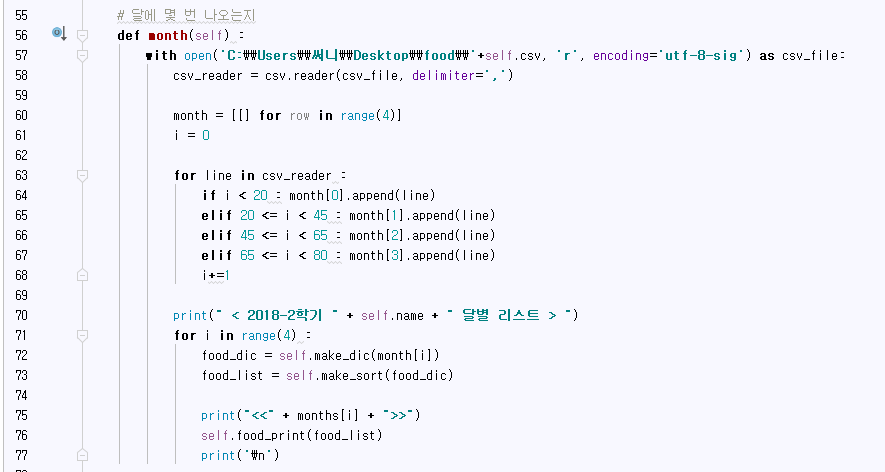 55 # 달에 몇 번 나오는지
56 def month(self) :
57 with open('C:₩₩Users₩₩써니₩₩Desktop₩₩food₩₩'+self.csv, 'r', encoding='utf-8-sig') as csv_file:
58 csv_reader = csv.reader(csv_file, delimiter=',')
59
60 month = [[] for row in range(4)]
61 i = 0
62
63 for line in csv_reader :
64 if i < 20 : month[0].append(line)
65 elif 20 <= i < 45 : month[1].append(line)
66 elif 45 <= i < 65 : month[2].append(line)
67 elif 65 <= i < 80 : month[3].append(line)
68 i+=1
69
70 print(" < 2018-2학기 " + self.name + " 달별 리스트 > ")
71 for i in range(4) :
72 food_dic = self.make_dic(month[i])
73 food_list = self.make_sort(food_dic)
74
75 print("<<" + months[i] + ">>")
76 self.food_print(food_list)
77 print('₩n')